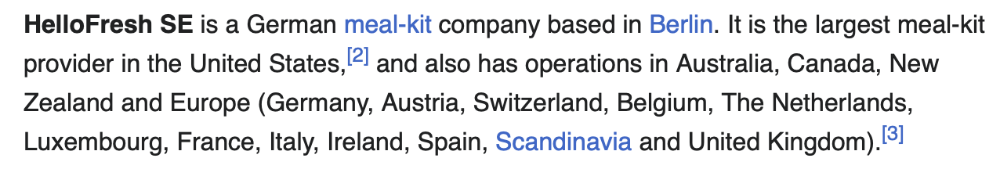 HelloFresh SE is a German meal-kit company based in Berlin. It is the largest meal-kit
provider in the United States,[2] and also has operations in Australia, Canada, New
Zealand and Europe (Germany, Austria, Switzerland, Belgium, The Netherlands,
Luxembourg, France, Italy, Ireland, Spain, Scandinavia and United Kingdom).[3]